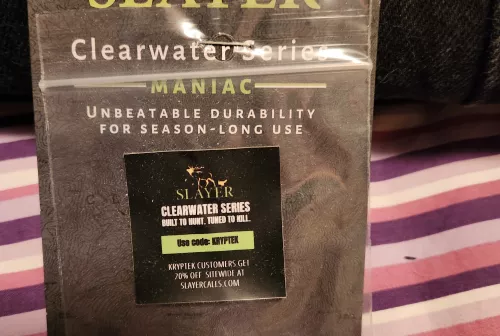 SLAYER
Clearwater Series
MANIAC
UNBEATABLE DURABILITY
FOR SEASON-LONG USE
SLAYER
CLEARWATER SERIES
BUILT TO HUNT. TUNED TO KILL.
Use code: KRYPTEK
KRYPTEK CUSTOMERS GET
20% OFF SITEWIDE AT
SLAYERCALLS.COM